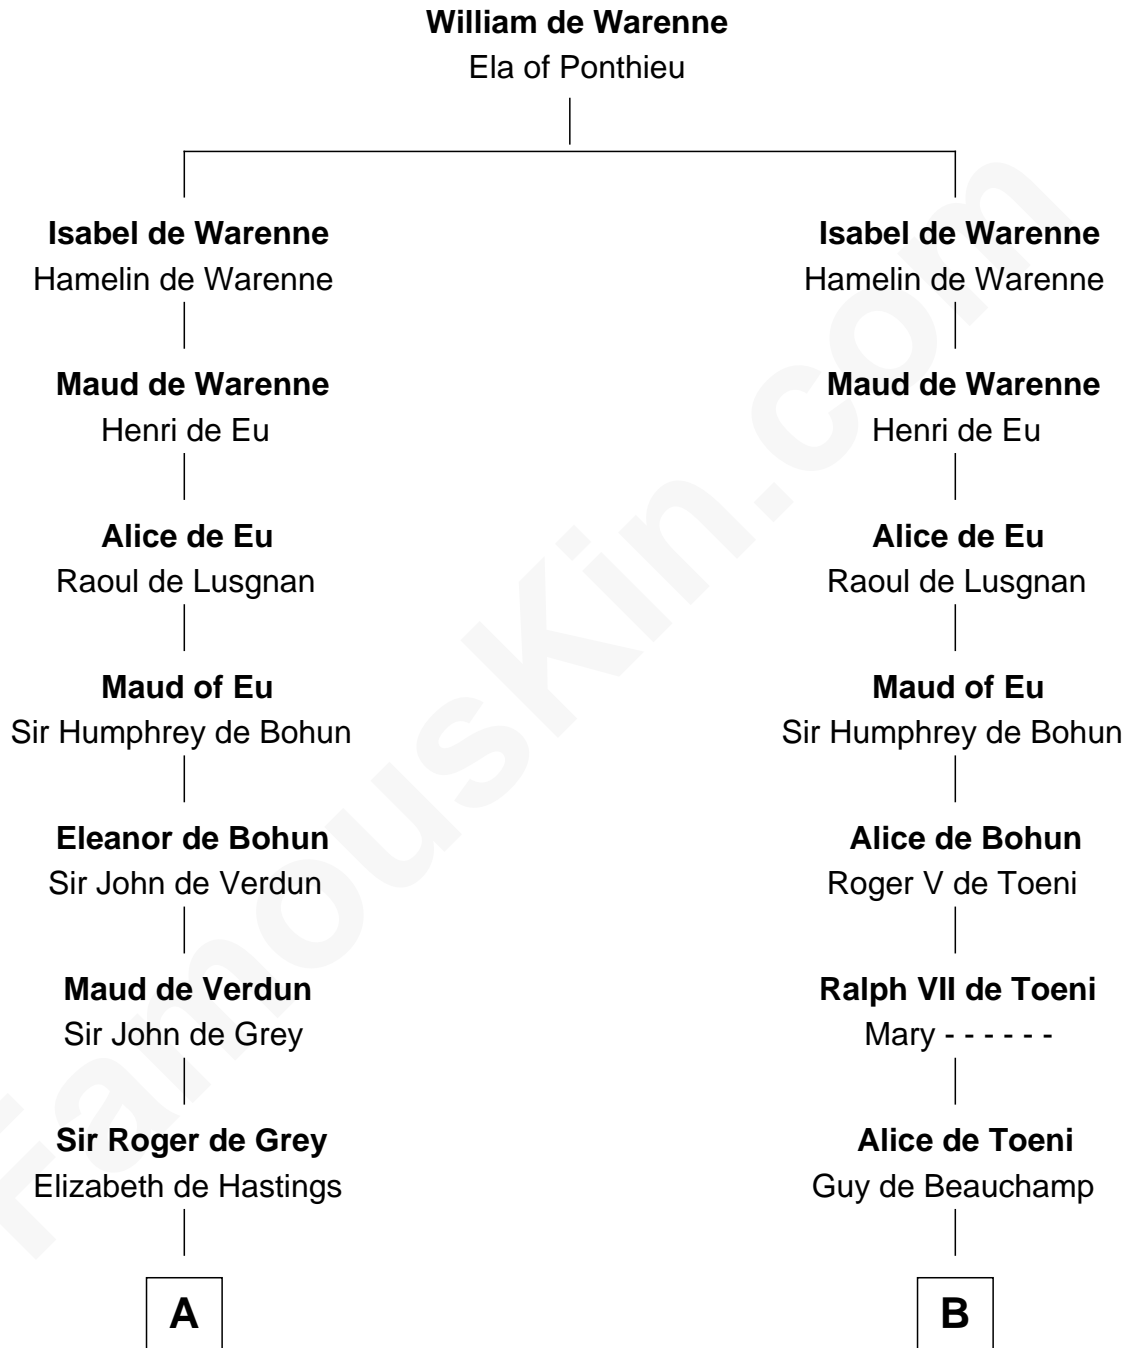 William de Warenne
Ela of Ponthieu
Isabel de Warenne
Hamelin de Warenne
Maud de Warenne
Henri de Eu
Alice de Eu
Raoul de Lusgnan
Maud of Eu
Sir Humphrey de Bohun
Eleanor de Bohun
Sir John de Verdun
Maud de Verdun
Sir John de Grey
Sir Roger de Grey
Elizabeth de Hastings
A
Isabel de Warenne
Hamelin de Warenne
Maud de Warenne
Henri de Eu
Alice de Eu
Raoul de Lusgnan
Maud of Eu
Sir Humphrey de Bohun
Alice de Bohun
Roger V de Toeni
Ralph VII de Toeni
Mary - - - - - -
Alice de Toeni
Guy de Beauchamp
B
FamousKin.com